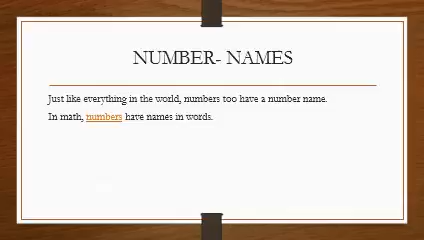 NUMBER- NAMES
Just like everything in the world, numbers too have a number name.
In math, numbers have names in words.